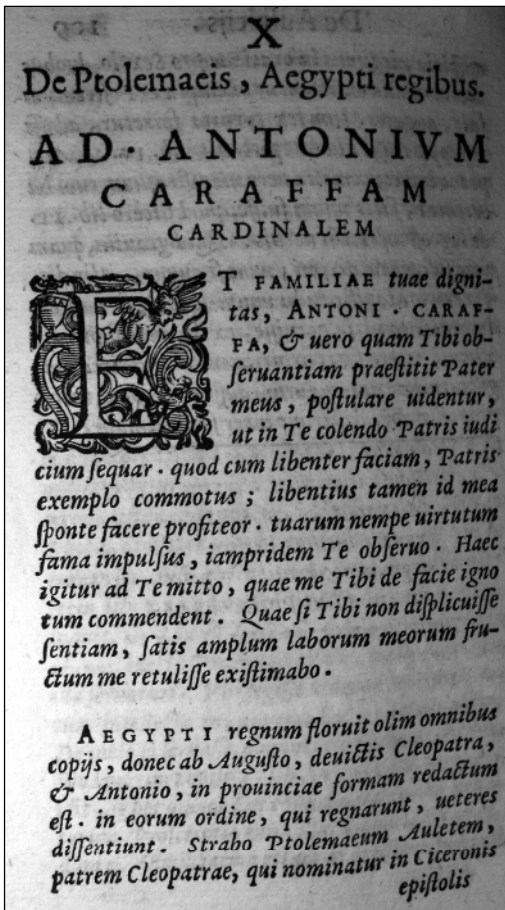 X
De Ptolemaeis, Aegypti regibus.
AD· ANTONIVM
CARAFFAM
CARDINALEM
ET FAMILIAE tuae digni-
tas, ANTONI · CARAF-
FA, & uero quam Tibi ob-
ſeruantiam praeſtitit Pater
meus, poſtulare uidentur,
ut in Te colendo Patris iudi
cium ſequar · quod cum libenter faciam, Patris
exemplo commotus ; libentius tamen id mea
ſponte facere profiteor · tuarum nempe uirtutum
fama impulſus, iampridem Te obſeruo · Haec
igitur ad Te mitto, quae me Tibi de facie igno
tum commendent. Quae ſi Tibi non diſplicuiſſe
ſentiam, ſatis amplum laborum meorum fru-
ctum me retuliſſe exiſtimabo.
AEGYPTI regnum floruit olim omnibus
copijs, donec ab Auguſto, deuictis Cleopatra,
& Antonio, in prouinciae formam redactum
eſt· in eorum ordine, qui regnarunt, ueteres
diſſentiunt. Strabo Ptolemaeum Auletem,
patrem Cleopatrae, qui nominatur in Ciceronis
epiſtolis